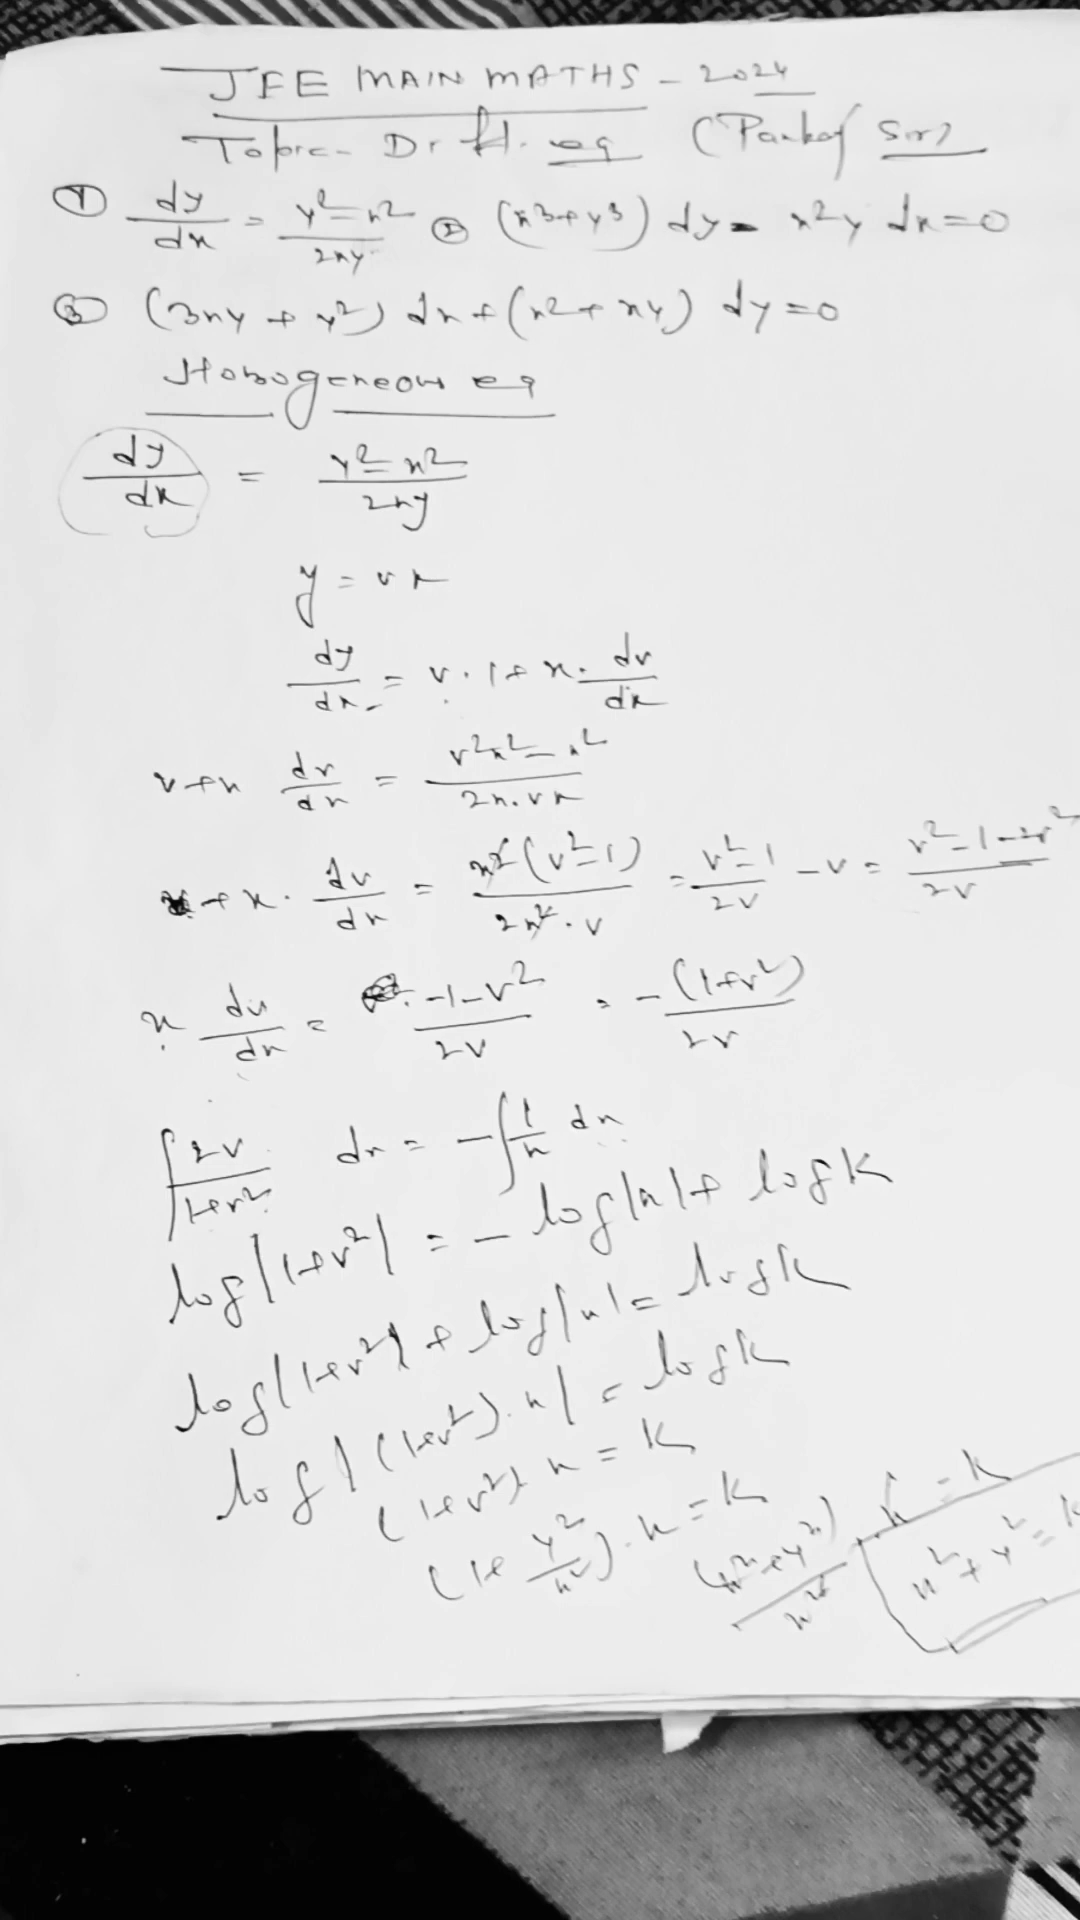 JEE MAIN MATHS - 2024
Topic - Diff. eq (Pankaj Sir)
① dy/dx = y²-x²/2xy ② (x³+y³) dy - x²y dx=0
③ (3xy + y²) dx + (x²+xy) dy=0
Homogeneous eq
dy/dx = y²-x²/2xy
y = vx
dy/dx = v.1+x.dv/dx
v+x dv/dx = v²x²-x²/2x.vx
+x.dv/dx = x²(v²-1)/2x².v = v²-1/2v -v = v²-1-2v²/2v
x dv/dx = -1-v²/2v = -(1+v²)/2v
∫2v/1+v² dx = -∫1/x dx
log|1+v²| = -log|x|+ logk
log|1+v²| + log|x| = logk
log|(1+v²).x| = logk
(1+v²).x = k
(1+y²/x²).x = k (x²+y²)/x² . x = k
x²+y² = k